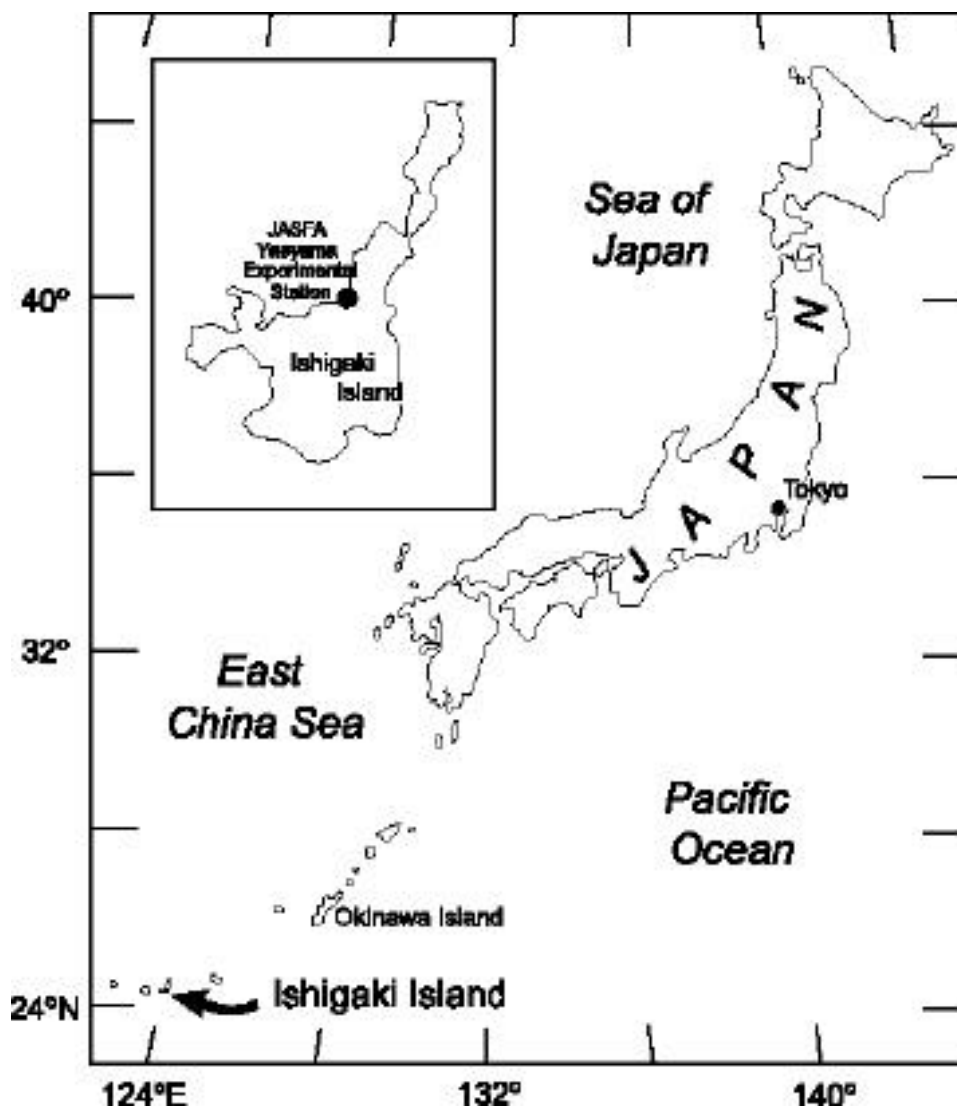 Sea of
Japan
JASFA
Yaeyama
Experimental
Station
40º
Ishigaki
Island
JAPAN
Tokyo
32º
East
China Sea
Pacific
Ocean
Okinawa Island
Ishigaki Island
24ºN
124ºE
132º
140º